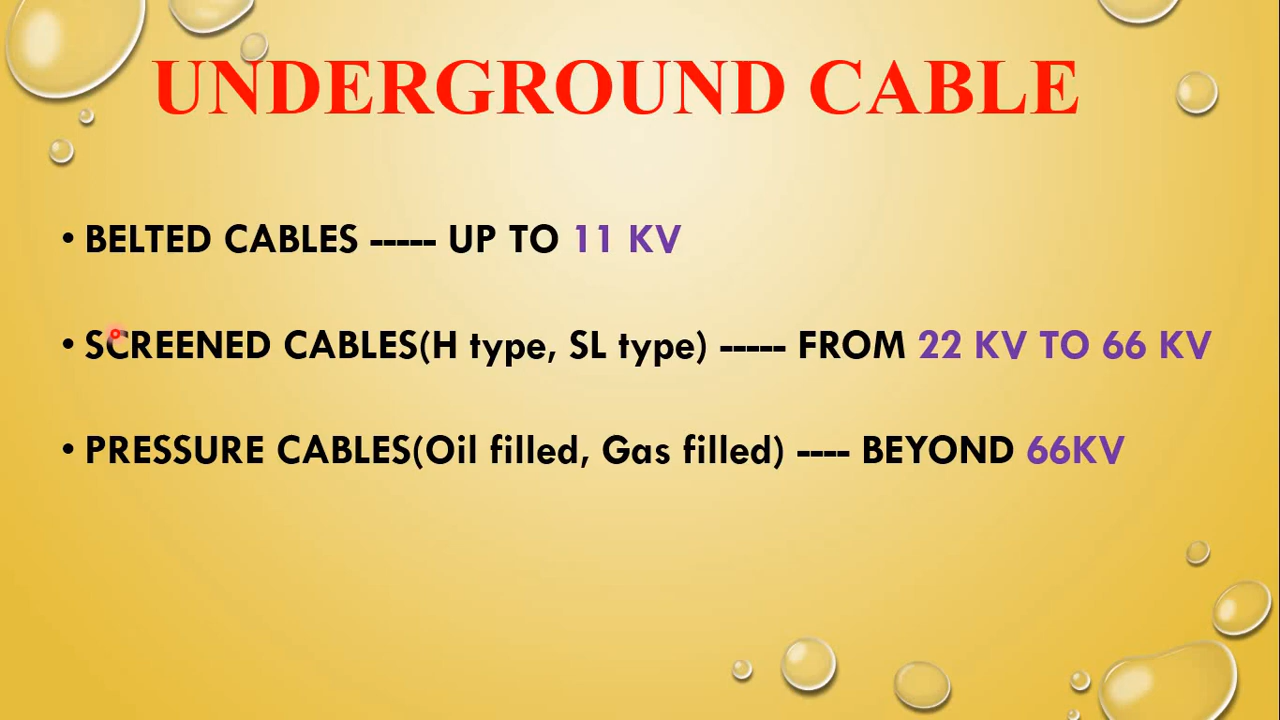 UNDERGROUND CABLE
• BELTED CABLES ----- UP TO 11 KV
• SCREENED CABLES(H type, SL type) ----- FROM 22 KV TO 66 KV
• PRESSURE CABLES(Oil filled, Gas filled) ---- BEYOND 66KV